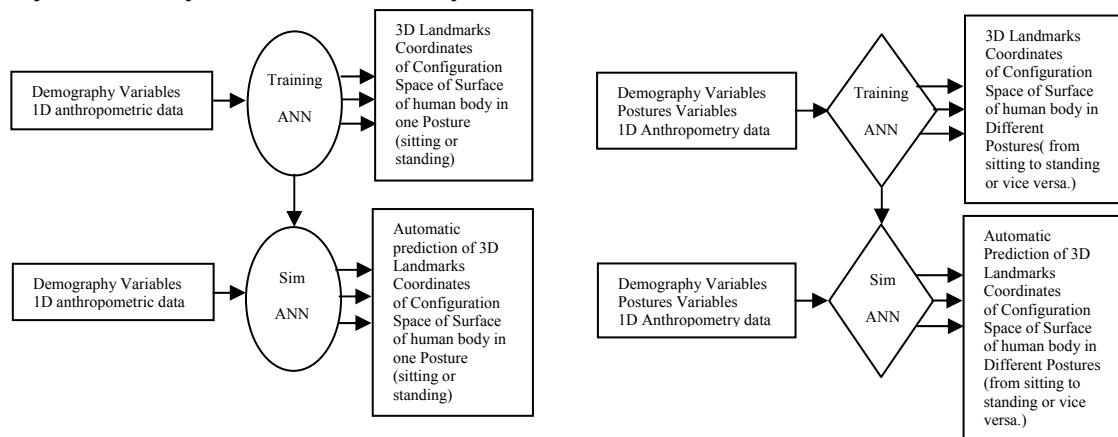 Demography Variables
1D anthropometric data
Training
ANN
3D Landmarks
Coordinates
of Configuration
Space of Surface
of human body in
one Posture
(sitting or
standing)
Demography Variables
1D anthropometric data
Sim
ANN
Automatic
prediction of 3D
Landmarks
Coordinates
of Configuration
Space of Surface
of human body in
one Posture
(sitting or
standing)
Demography Variables
Postures Variables
1D Anthropometry data
Training
ANN
3D Landmarks
Coordinates
of Configuration
Space of Surface
of human body in
Different
Postures( from
sitting to standing
or vice versa.)
Demography Variables
Postures Variables
1D Anthropometry data
Sim
ANN
Automatic
Prediction of 3D
Landmarks
Coordinates
of Configuration
Space of Surface
of human body in
Different Postures
(from sitting to
standing or vice
versa.)